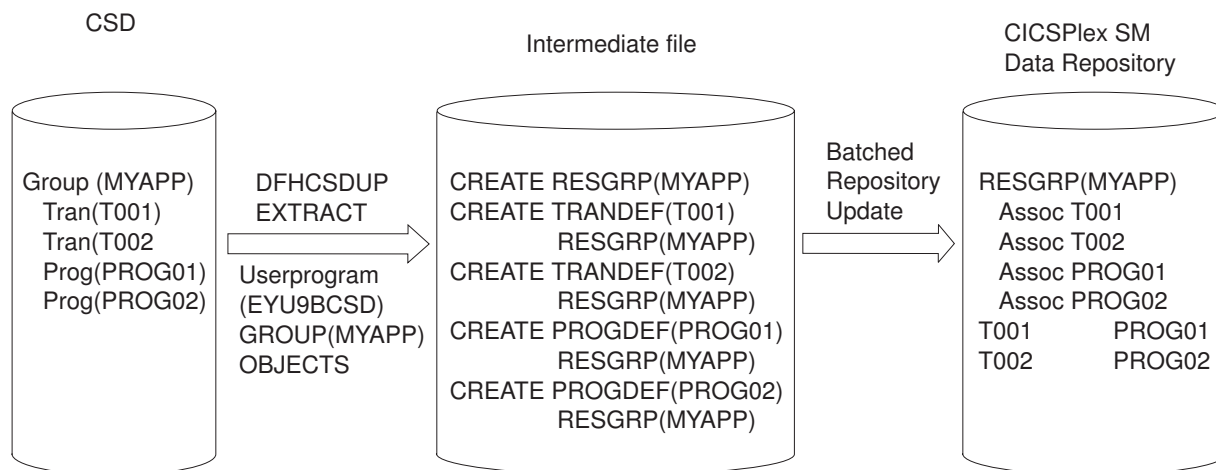 CSD
Group (MYAPP)
Tran(T001)
Tran(T002
Prog(PROG01)
Prog(PROG02)
DFHCSDUP
EXTRACT
Userprogram
(EYU9BCSD)
GROUP(MYAPP)
OBJECTS
Intermediate file
CREATE RESGRP(MYAPP)
CREATE TRANDEF(T001)
RESGRP(MYAPP)
CREATE TRANDEF(T002)
RESGRP(MYAPP)
CREATE PROGDEF(PROG01)
RESGRP(MYAPP)
CREATE PROGDEF(PROG02)
RESGRP(MYAPP)
Batched
Repository
Update
CICSPlex SM
Data Repository
RESGRP(MYAPP)
Assoc T001
Assoc T002
Assoc PROG01
Assoc PROG02
T001 PROG01
T002 PROG02